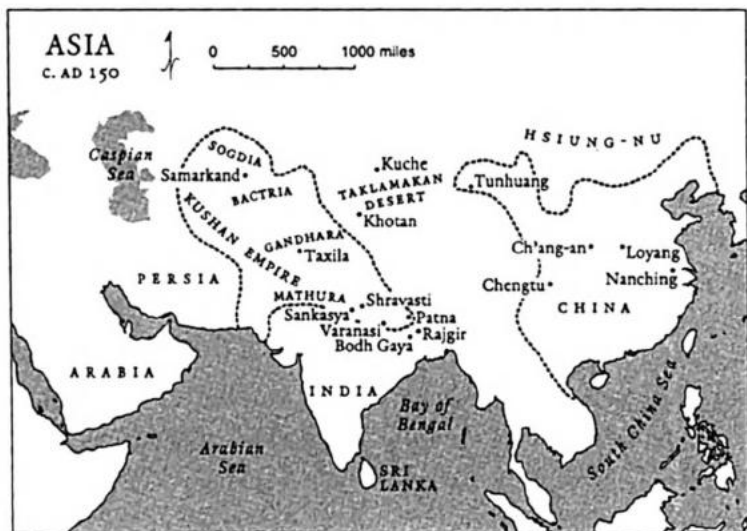 ASIA
C. AD 150
0 500 1000 miles
HSIUNG-NU
Caspian
Sea
SOGDIA
Samarkand
BACTRIA
Kuche
TAKLAMAKAN
DESERT
Khotan
Tunhuang
KUSHAN EMPIRE
GANDHARA
Taxila
Ch'ang-an
Loyang
Chengtu
Nanching
CHINA
PERSIA
MATHURA
Shravasti
Sankasya
Patna
Varanasi
Rajgir
Bodh Gaya
ARABIA
INDIA
Arabian
Sea
Bay of
Bengal
SRI
LANKA
South China Sea